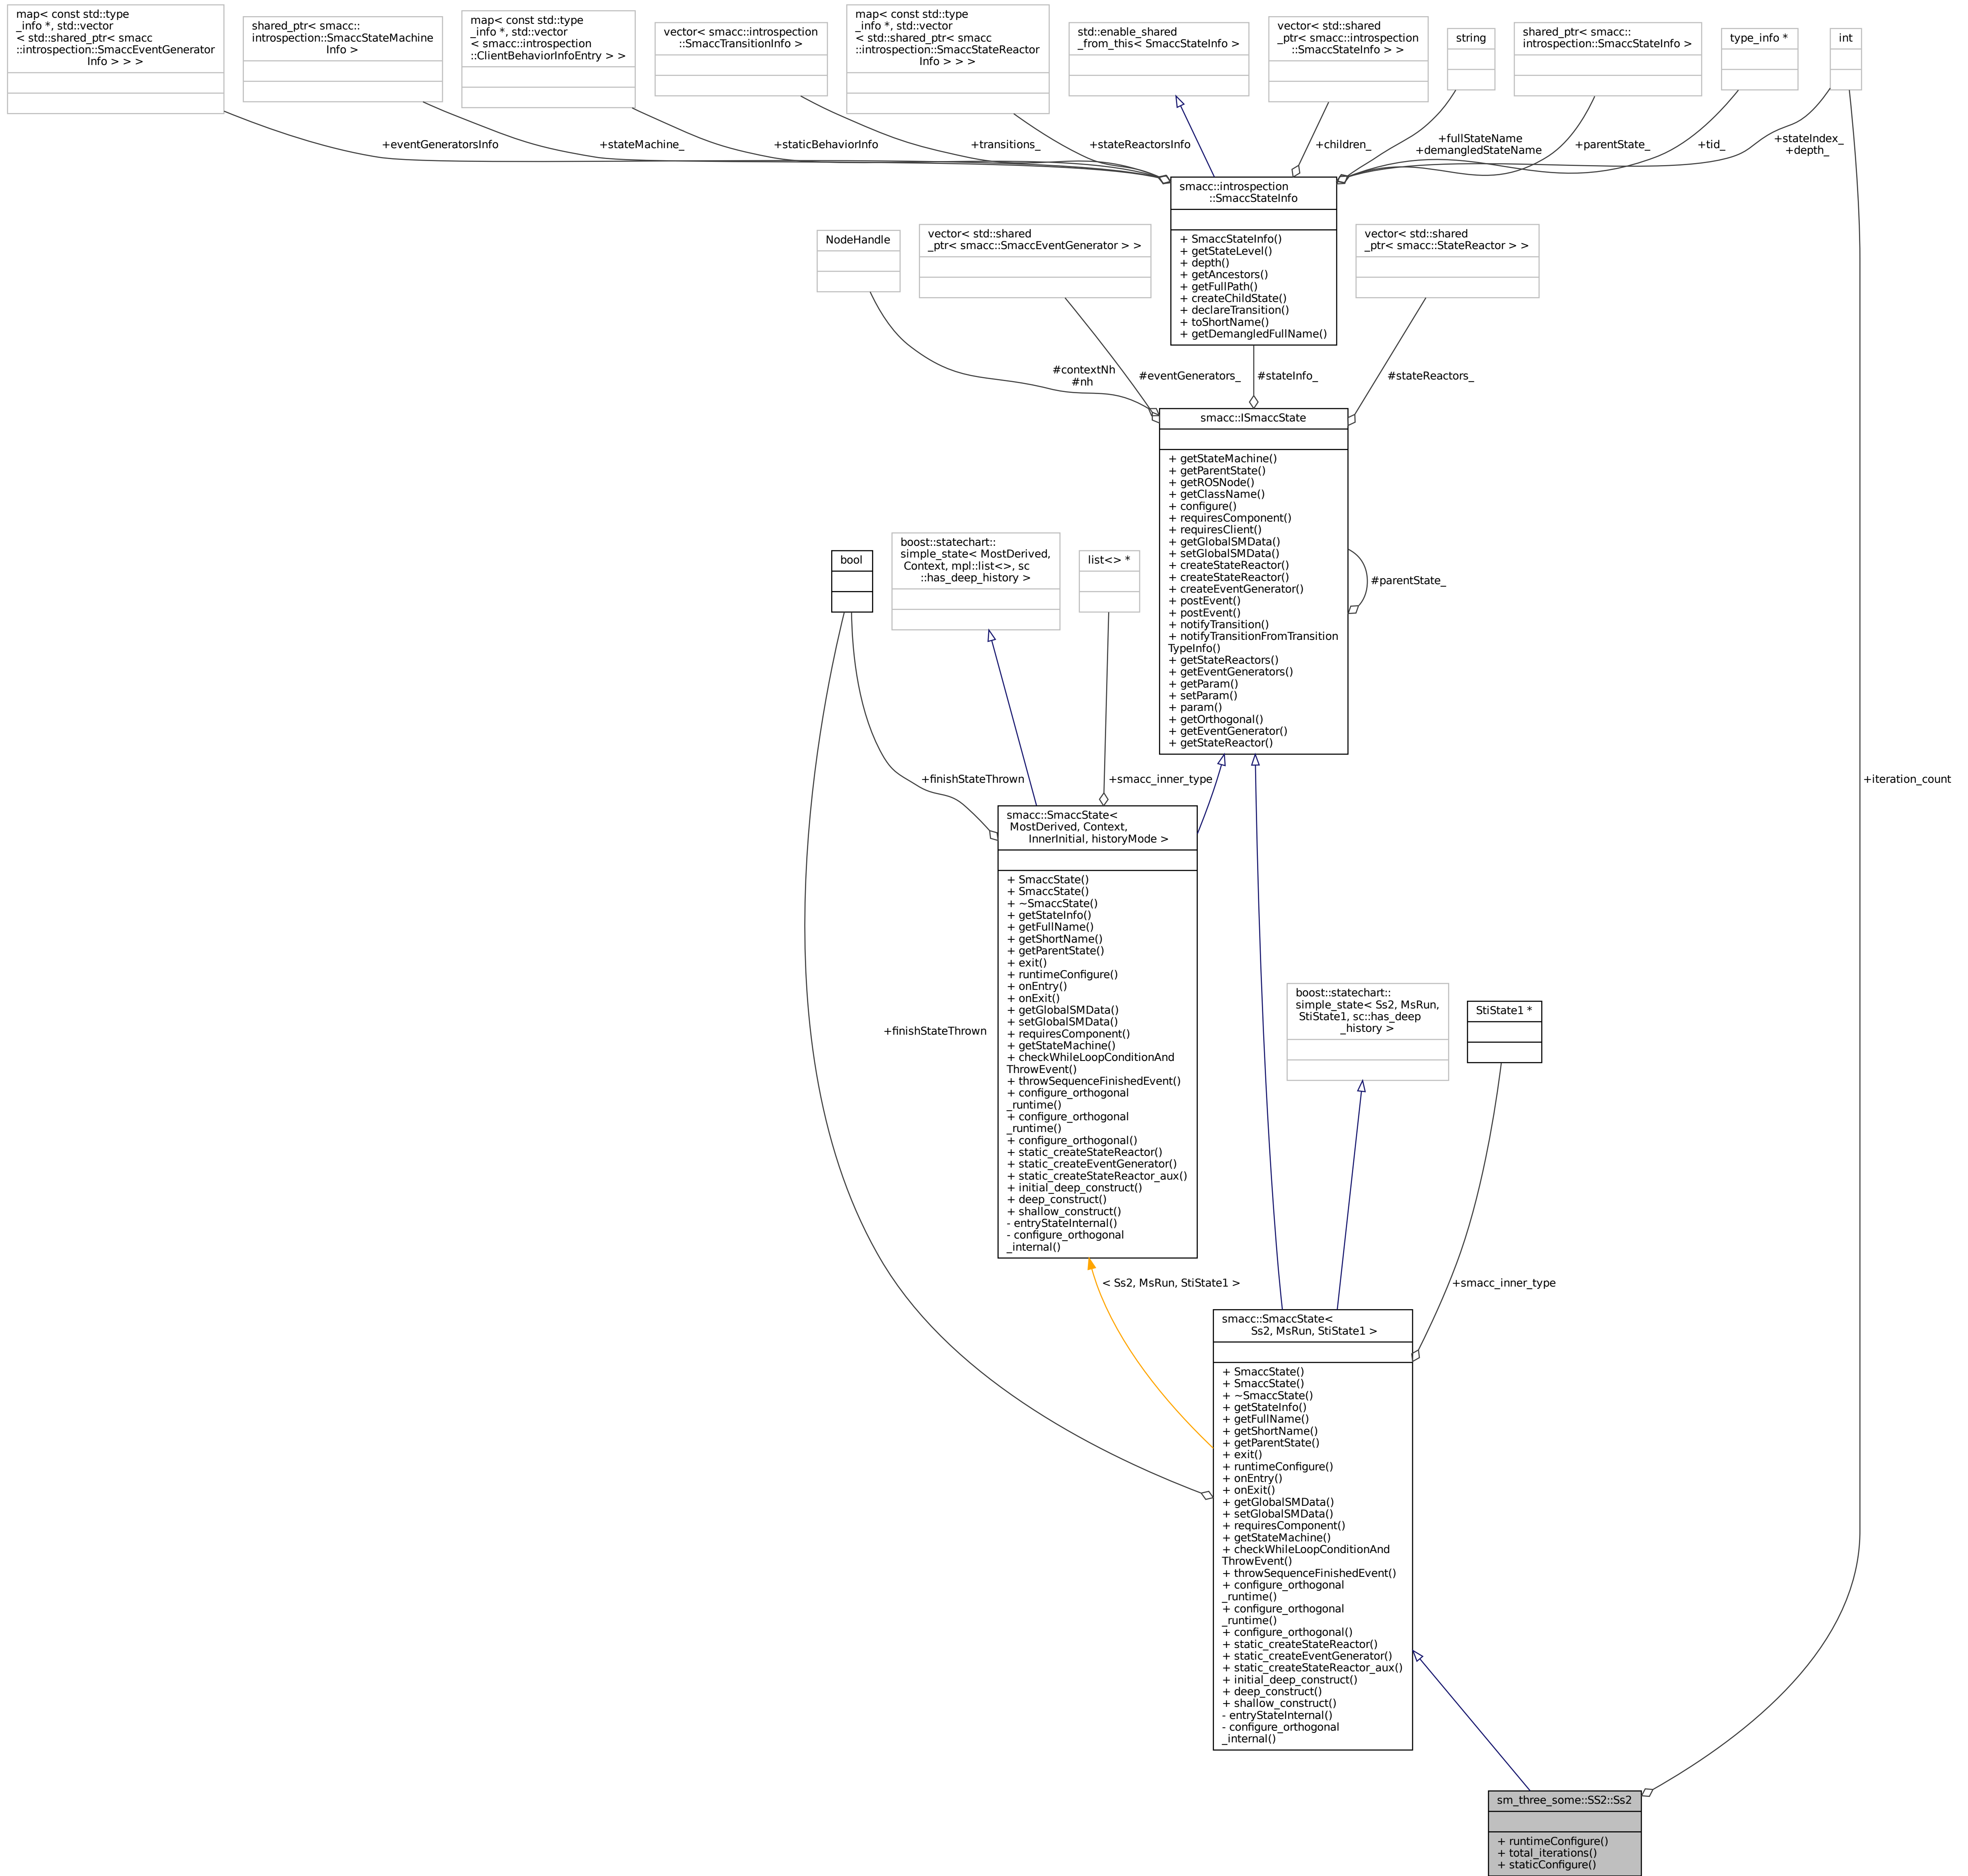 map< const std::type
_info *, std::vector
< std::shared_ptr< smacc
::introspection::SmaccEventGenerator
Info > > >
shared_ptr< smacc::
introspection::SmaccStateMachine
Info >
map< const std::type
_info *, std::vector
< smacc::introspection
::ClientBehaviorInfoEntry > >
vector< smacc::introspection
::SmaccTransitionInfo >
map< const std::type
_info *, std::vector
< std::shared_ptr< smacc
::introspection::SmaccStateReactor
Info > > >
std::enable_shared
_from_this< SmaccStateInfo >
vector< std::shared
_ptr< smacc::introspection
::SmaccStateInfo > >
string
shared_ptr< smacc::
introspection::SmaccStateInfo >
type_info *
int
+eventGeneratorsInfo
+stateMachine_
+staticBehaviorInfo
+transitions_
+stateReactorsInfo
+children_
+fullStateName
+demangledStateName
+parentState_
+tid_
+stateIndex_
+depth_
smacc::introspection
::SmaccStateInfo
+ SmaccStateInfo()
+ getStateLevel()
+ depth()
+ getAncestors()
+ getFullPath()
+ createChildState()
+ declareTransition()
+ toShortName()
+ getDemangledFullName()
NodeHandle
vector< std::shared
_ptr< smacc::SmaccEventGenerator > >
vector< std::shared
_ptr< smacc::StateReactor > >
#contextNh
#nh
#eventGenerators_
#stateInfo_
#stateReactors_
smacc::ISmaccState
+ getStateMachine()
+ getParentState()
+ getROSNode()
+ getClassName()
+ configure()
+ requiresComponent()
+ requiresClient()
+ getGlobalSMData()
+ setGlobalSMData()
+ createStateReactor()
+ createStateReactor()
+ createEventGenerator()
+ postEvent()
+ postEvent()
+ notifyTransition()
+ notifyTransitionFromTransition
TypeInfo()
+ getStateReactors()
+ getEventGenerators()
+ getParam()
+ setParam()
+ param()
+ getOrthogonal()
+ getEventGenerator()
+ getStateReactor()
#parentState_
bool
boost::statechart::
simple_state< MostDerived,
Context, mpl::list<>, sc
::has_deep_history >
list<> *
+finishStateThrown
+smacc_inner_type
+iteration_count
smacc::SmaccState<
MostDerived, Context,
InnerInitial, historyMode >
+ SmaccState()
+ SmaccState()
+ ~SmaccState()
+ getStateInfo()
+ getFullName()
+ getShortName()
+ getParentState()
+ exit()
+ runtimeConfigure()
+ onEntry()
+ onExit()
+ getGlobalSMData()
+ setGlobalSMData()
+ requiresComponent()
+ getStateMachine()
+ checkWhileLoopConditionAnd
ThrowEvent()
+ throwSequenceFinishedEvent()
+ configure_orthogonal
_runtime()
+ configure_orthogonal
_runtime()
+ configure_orthogonal()
+ static_createStateReactor()
+ static_createEventGenerator()
+ static_createStateReactor_aux()
+ initial_deep_construct()
+ deep_construct()
+ shallow_construct()
- entryStateInternal()
- configure_orthogonal
_internal()
+finishStateThrown
boost::statechart::
simple_state< Ss2, MsRun,
StiState1, sc::has_deep
_history >
StiState1 *
< Ss2, MsRun, StiState1 >
+smacc_inner_type
smacc::SmaccState<
Ss2, MsRun, StiState1 >
+ SmaccState()
+ SmaccState()
+ ~SmaccState()
+ getStateInfo()
+ getFullName()
+ getShortName()
+ getParentState()
+ exit()
+ runtimeConfigure()
+ onEntry()
+ onExit()
+ getGlobalSMData()
+ setGlobalSMData()
+ requiresComponent()
+ getStateMachine()
+ checkWhileLoopConditionAnd
ThrowEvent()
+ throwSequenceFinishedEvent()
+ configure_orthogonal
_runtime()
+ configure_orthogonal
_runtime()
+ configure_orthogonal()
+ static_createStateReactor()
+ static_createEventGenerator()
+ static_createStateReactor_aux()
+ initial_deep_construct()
+ deep_construct()
+ shallow_construct()
- entryStateInternal()
- configure_orthogonal
_internal()
sm_three_some::SS2::Ss2
+ runtimeConfigure()
+ total_iterations()
+ staticConfigure()